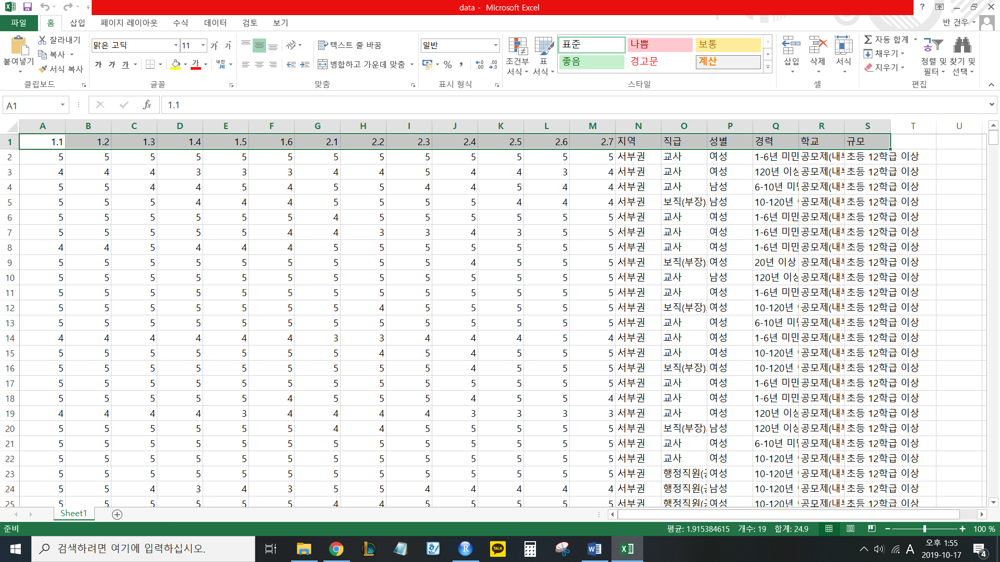 data - Microsoft Excel
파일 홈 삽입 페이지 레이아웃 수식 데이터 검토 보기 반 건우
붙여넣기 잘라내기 복사 서식 복사 클립보드
맑은 고딕 11 가 가 가 가 가 가 내천 글꼴
텍스트 줄 바꿈 병합하고 가운데 맞춤 맞춤
일반 % , 표시 형식
조건부 서식 표 서식 표준 나쁨 보통 좋음 경고문 계산 스타일
삽입 삭제 서식 셀
자동 합계 채우기 지우기 정렬 및 필터 찾기 및 선택 편집
A1 fx 1.1
A B C D E F G H I J K L M N O P Q R S T U
1 1.1 1.2 1.3 1.4 1.5 1.6 2.1 2.2 2.3 2.4 2.5 2.6 2.7 지역 직급 성별 경력 학교 규모
2 5 5 5 5 5 5 5 5 5 5 5 5 5 서부권 교사 여성 1-6년 미만 공모제(내부 초등 12학급 이상
3 4 4 4 3 3 3 4 4 5 4 4 3 4 서부권 교사 여성 120년 이상 공모제(내부 초등 12학급 이상
4 5 5 4 4 5 4 5 5 4 4 5 4 4 서부권 교사 남성 6-10년 미만 공모제(내부 초등 12학급 이상
5 5 5 5 4 4 4 5 5 5 5 4 4 4 서부권 보직(부장) 남성 10-120년 공모제(내부 초등 12학급 이상
6 5 5 5 5 5 5 4 5 5 5 5 5 5 서부권 교사 여성 1-6년 미만 공모제(내부 초등 12학급 이상
7 5 5 5 5 5 4 4 3 3 4 3 5 5 서부권 교사 여성 1-6년 미만 공모제(내부 초등 12학급 이상
8 4 4 5 4 4 4 5 5 5 5 5 5 5 서부권 교사 여성 1-6년 미만 공모제(내부 초등 12학급 이상
9 5 5 5 5 5 5 5 5 5 4 5 5 5 서부권 보직(부장) 여성 20년 이상 공모제(내부 초등 12학급 이상
10 5 5 5 5 5 5 5 5 5 5 5 5 5 서부권 교사 남성 120년 이상 공모제(내부 초등 12학급 이상
11 5 5 5 5 5 5 5 5 5 5 5 5 5 서부권 교사 여성 1-6년 미만 공모제(내부 초등 12학급 이상
12 5 5 5 5 5 5 5 4 5 5 5 5 5 서부권 보직(부장) 여성 10-120년 공모제(내부 초등 12학급 이상
13 5 5 5 5 5 5 5 5 5 5 5 5 5 서부권 교사 여성 6-10년 미만 공모제(내부 초등 12학급 이상
14 4 4 4 4 4 4 3 3 4 4 4 5 4 서부권 교사 여성 1-6년 미만 공모제(내부 초등 12학급 이상
15 5 5 5 5 5 5 5 4 5 4 5 5 5 서부권 교사 여성 10-120년 공모제(내부 초등 12학급 이상
16 5 5 5 5 5 5 5 5 5 4 5 5 5 서부권 보직(부장) 여성 10-120년 공모제(내부 초등 12학급 이상
17 5 5 5 5 5 5 5 5 5 5 5 5 5 서부권 교사 여성 1-6년 미만 공모제(내부 초등 12학급 이상
18 5 5 5 5 5 4 5 5 5 4 5 5 4 서부권 교사 여성 1-6년 미만 공모제(내부 초등 12학급 이상
19 4 4 4 4 3 4 4 4 4 3 3 3 3 서부권 교사 여성 120년 이상 공모제(내부 초등 12학급 이상
20 5 5 5 5 5 5 4 4 5 5 5 5 5 서부권 보직(부장) 남성 120년 이상 공모제(내부 초등 12학급 이상
21 5 5 5 5 5 5 5 5 5 5 5 5 5 서부권 교사 여성 6-10년 미만 공모제(내부 초등 12학급 이상
22 5 5 5 5 5 5 5 5 5 5 5 5 5 서부권 교사 여성 10-120년 공모제(내부 초등 12학급 이상
23 5 5 5 5 5 5 5 5 5 5 5 5 5 서부권 행정직원( 여성 10-120년 공모제(내부 초등 12학급 이상
24 5 5 4 3 4 3 5 5 4 4 4 4 4 서부권 행정직원( 남성 10-120년 공모제(내부 초등 12학급 이상
25 5 5 5 5 5 5 4 4 5 5 5 5 5 서부권 행정직원( 여성 10-120년 공모제(내부 초등 12학급 이상
Sheet1
준비 평균: 1.915384615 개수: 19 합계: 24.9 100 %
검색하려면 여기에 입력하십시오. TALK A 오후 1:55
2019-10-17 4